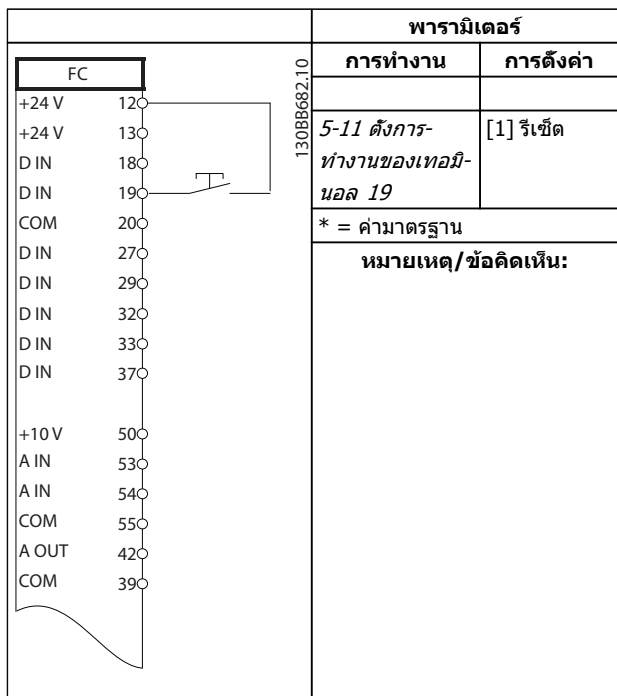 พารามิเตอร์
การทำงาน การตั้งค่า
5-11 ตั้งการ- [1] รีเซ็ต
ทำงานของเทอมิ-
นอล 19
* = ค่ามาตรฐาน
หมายเหตุ/ข้อคิดเห็น:
FC
+24 V 12
+24 V 13
D IN 18
D IN 19
COM 20
D IN 27
D IN 29
D IN 32
D IN 33
D IN 37
+10 V 50
A IN 53
A IN 54
COM 55
A OUT 42
COM 39
130BB682.10